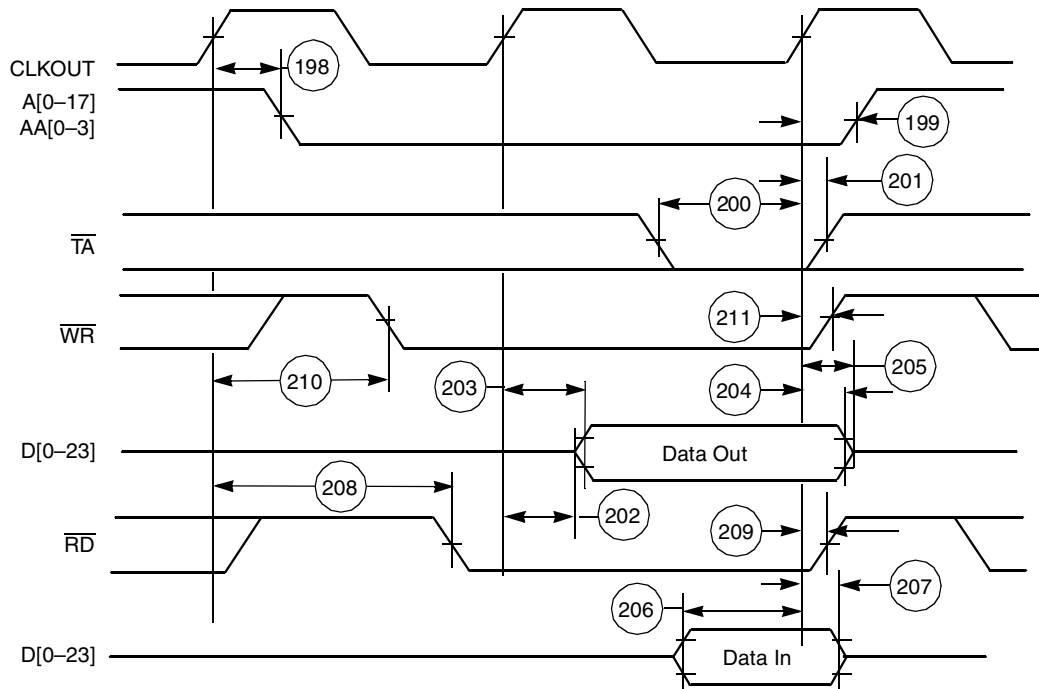 CLKOUT
198
A[0–17]
AA[0–3]
199
201
200
TA
WR
211
210
203
204
205
D[0–23]
Data Out
208
202
209
RD
206
207
D[0–23]
Data In